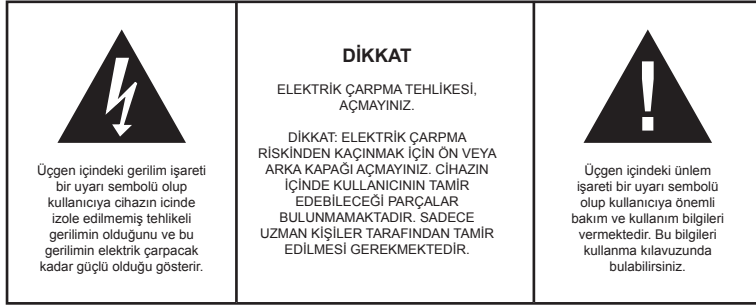 Üçgen içindeki gerilim işareti
bir uyarı sembolü olup
kullanıcıya cihazın icinde
izole edilmemiş tehlikeli
gerilimin olduğunu ve bu
gerilimin elektrik çarpacak
kadar güçlü olduğu gösterir.
DİKKAT
ELEKTRİK ÇARPMA TEHLİKESİ,
AÇMAYINIZ.
DİKKAT: ELEKTRİK ÇARPMA
RİSKİNDEN KAÇINMAK İÇİN ÖN VEYA
ARKA KAPAĞI AÇMAYINIZ. CİHAZIN
İÇİNDE KULLANICININ TAMİR
EDEBİLECEĞİ PARÇALAR
BULUNMAMAKTADIR. SADECE
UZMAN KİŞİLER TARAFINDAN TAMİR
EDİLMESİ GEREKMEKTEDİR.
!
Üçgen içindeki ünlem
işareti bir uyarı sembolü
olup kullanıcıya önemli
bakım ve kullanım bilgileri
vermektedir. Bu bilgileri
kullanma kılavuzunda
bulabilirsiniz.